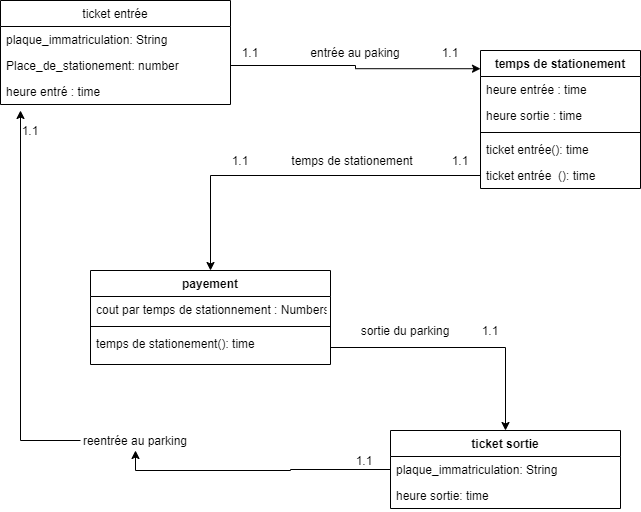 ticket entrée
plaque_immatriculation: String
Place_de_stationement: number
heure entré : time
1.1
entrée au paking
1.1
temps de stationement
heure entrée : time
heure sortie : time
ticket entrée(): time
ticket entrée (): time
1.1
1.1
temps de stationement
1.1
payement
cout par temps de stationnement : Numbers
temps de stationement(): time
sortie du parking
1.1
ticket sortie
plaque_immatriculation: String
heure sortie: time
reentrée au parking
1.1